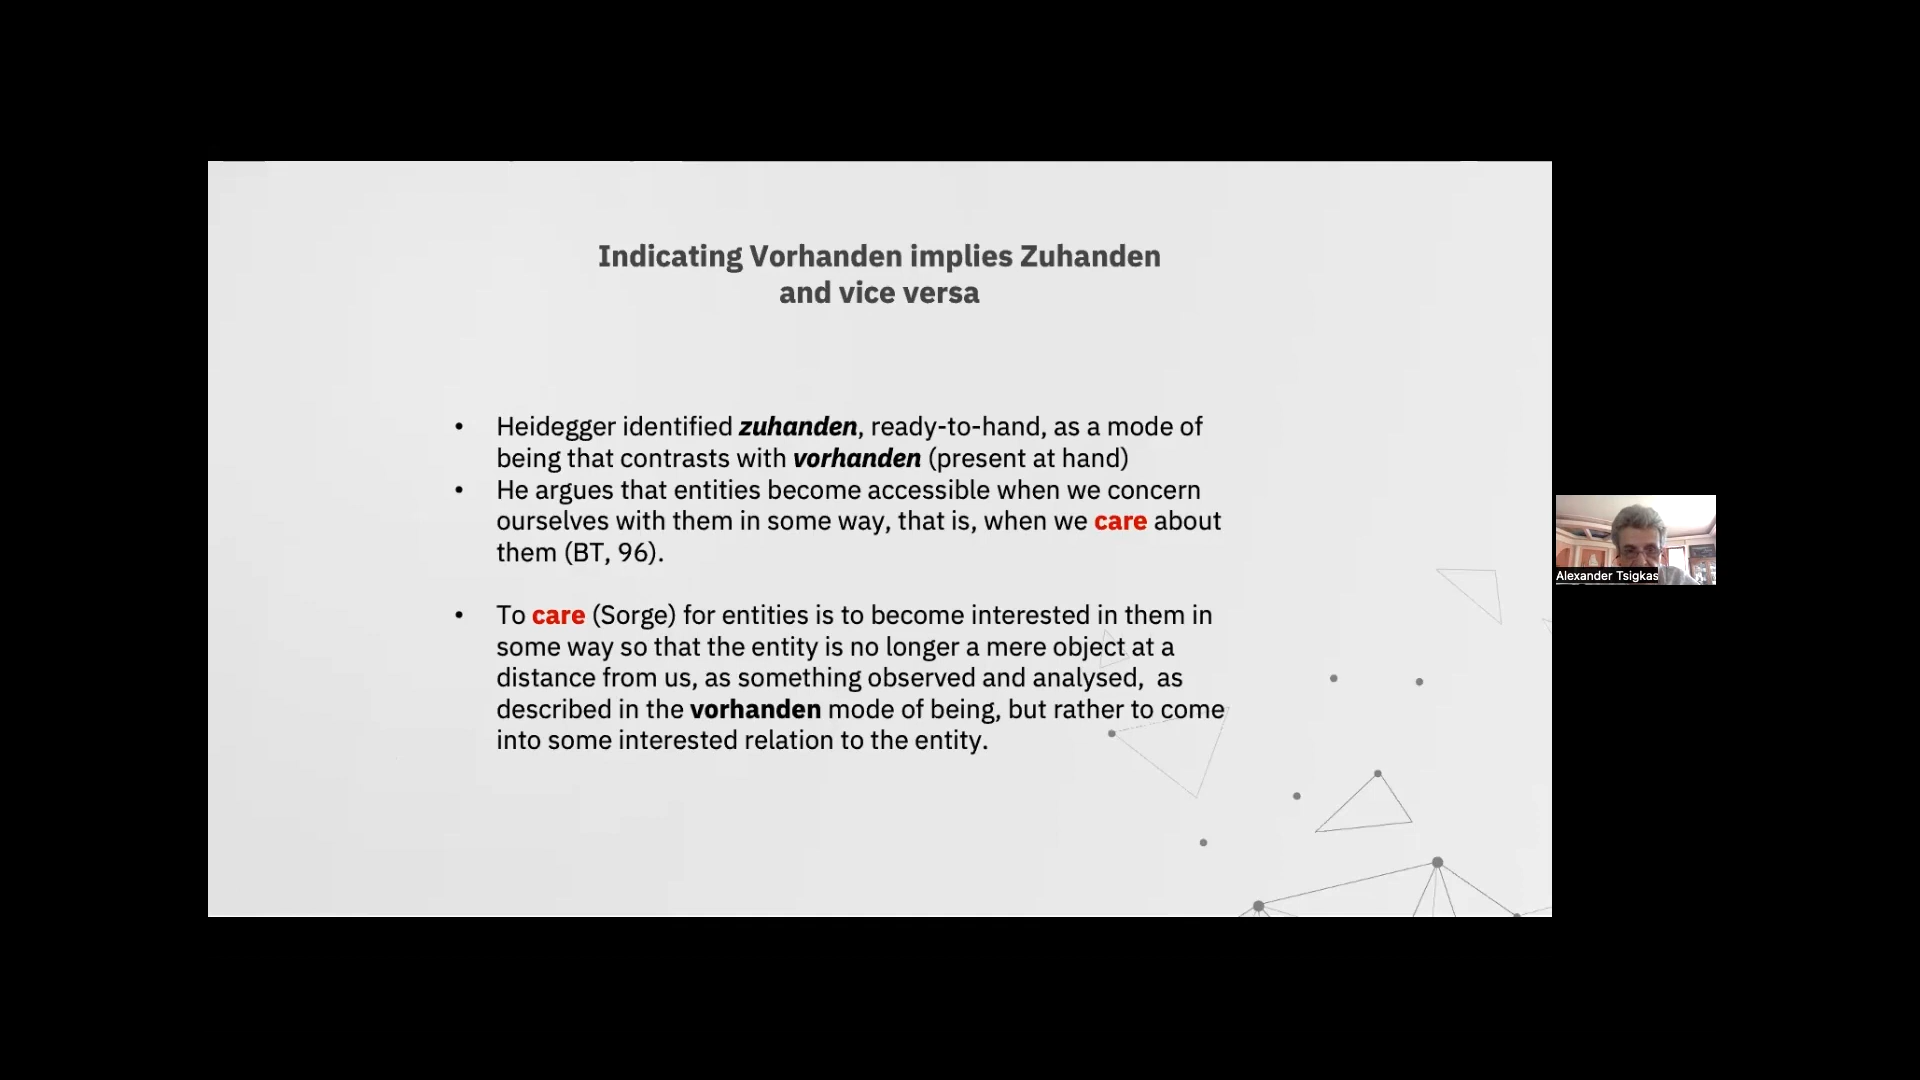 Indicating Vorhanden implies Zuhanden
and vice versa
• Heidegger identified zuhanden, ready-to-hand, as a mode of
being that contrasts with vorhanden (present at hand)
• He argues that entities become accessible when we concern
ourselves with them in some way, that is, when we care about
them (BT, 96).
• To care (Sorge) for entities is to become interested in them in
some way so that the entity is no longer a mere object at a
distance from us, as something observed and analysed,  as
described in the vorhanden mode of being, but rather to come
into some interested relation to the entity.
Alexander Tsigkas